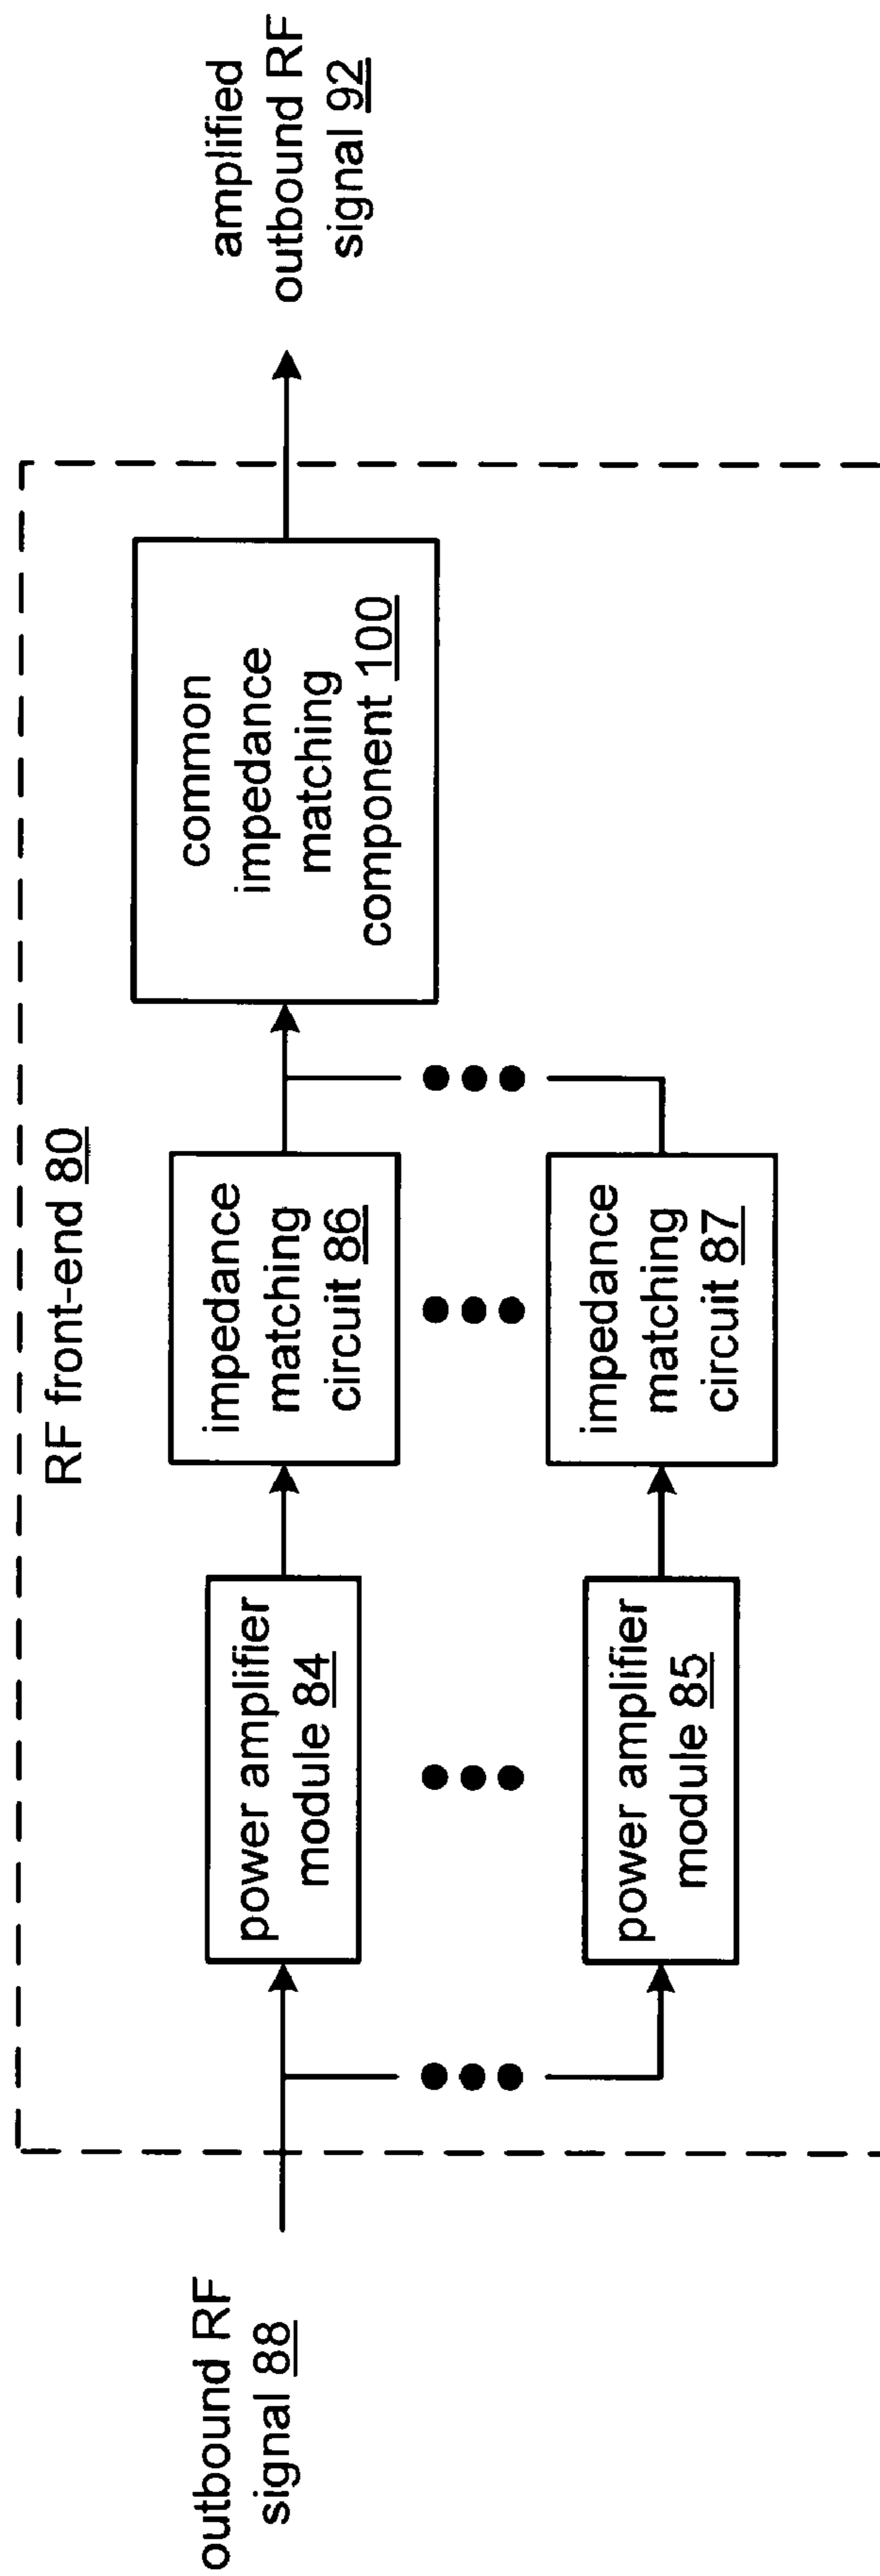 RF front-end 80
outbound RF
signal 88
power amplifier
module 84
impedance
matching
circuit 86
common
impedance
matching
component 100
amplified
outbound RF
signal 92
power amplifier
module 85
impedance
matching
circuit 87